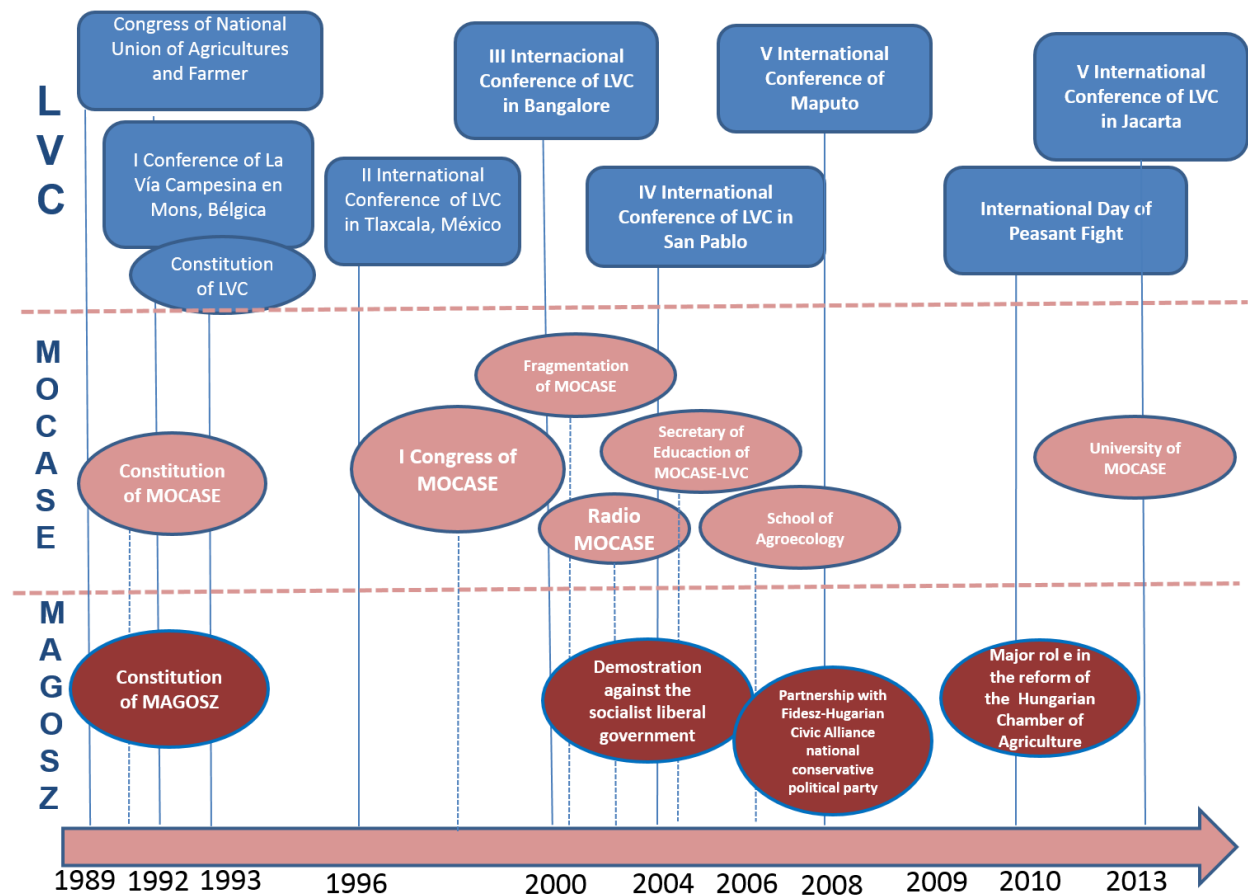 L
V
C
Congress of National
Union of Agricultures
and Farmer
I Conference of La
Vía Campesina en
Mons, Bélgica
Constitution
of LVC
II International
Conference of LVC
in Tlaxcala, México
III Internacional
Conference of LVC
in Bangalore
IV International
Conference of LVC in
San Pablo
V International
Conference of
Maputo
International Day of
Peasant Fight
V International
Conference of LVC
in Jacarta
M
O
C
A
S
E
Constitution
of MOCASE
I Congress of
MOCASE
Fragmentation
of MOCASE
Radio
MOCASE
Secretary of
Educaction of
MOCASE-LVC
School of
Agroecology
University of
MOCASE
M
A
G
O
S
Z
Constitution
of MAGOSZ
Demostration
against the
socialist liberal
government
Partnership with
Fidesz-Hugarian
Civic Alliance
national
conservative
political party
Major rol e in
the reform of
the Hungarian
Chamber of
Agriculture
1989 1992 1993 1996 2000 2004 2006 2008 2009 2010 2012 2013